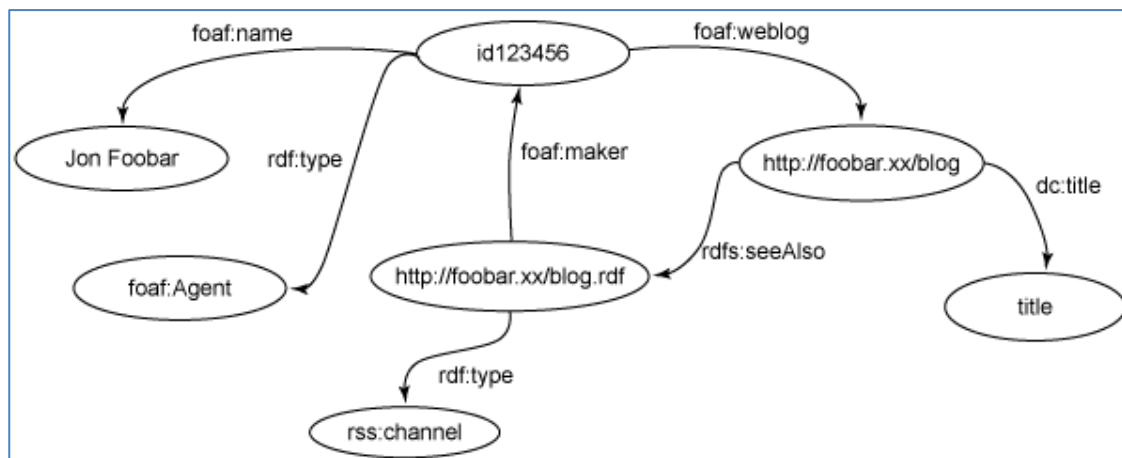 foaf:name
id123456
foaf:weblog
Jon Foobar
rdf:type
foaf:maker
http://foobar.xx/blog
dc:title
rdfs:seeAlso
foaf:Agent
http://foobar.xx/blog.rdf
title
rdf:type
rss:channel